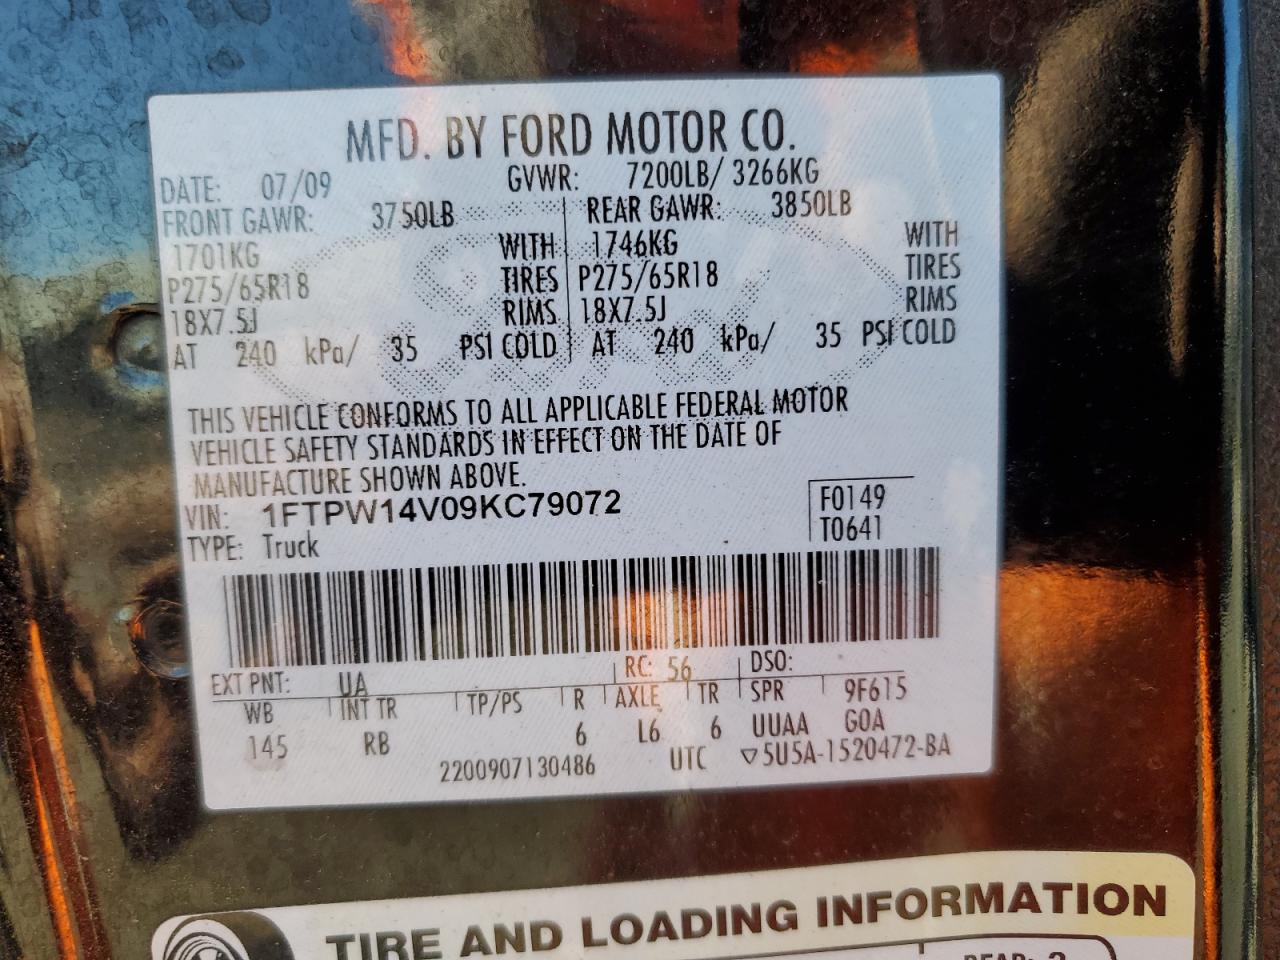 MFD. BY FORD MOTOR CO.
DATE: 07/09 GVWR: 7200LB/ 3266KG
FRONT GAWR: 3750LB REAR GAWR: 3850LB
1701KG WITH 1746KG WITH
P275/65R18 TIRES P275/65R18 TIRES
18X7.5J RIMS 18X7.5J RIMS
AT 240 kPa/ 35 PSI COLD AT 240 kPa/ 35 PSI COLD
THIS VEHICLE CONFORMS TO ALL APPLICABLE FEDERAL MOTOR
VEHICLE SAFETY STANDARDS IN EFFECT ON THE DATE OF
MANUFACTURE SHOWN ABOVE.
VIN: 1FTPW14V09KC79072 F0149
TYPE: Truck T0641
EXT PNT: UA RC: 56 DSO:
WB INT TR TP/PS R AXLE TR SPR 9F615
145 RB 6 L6 6 UUAA GOA
2200907130486 UTC ▽5U5A-1520472-BA
TIRE AND LOADING INFORMATION